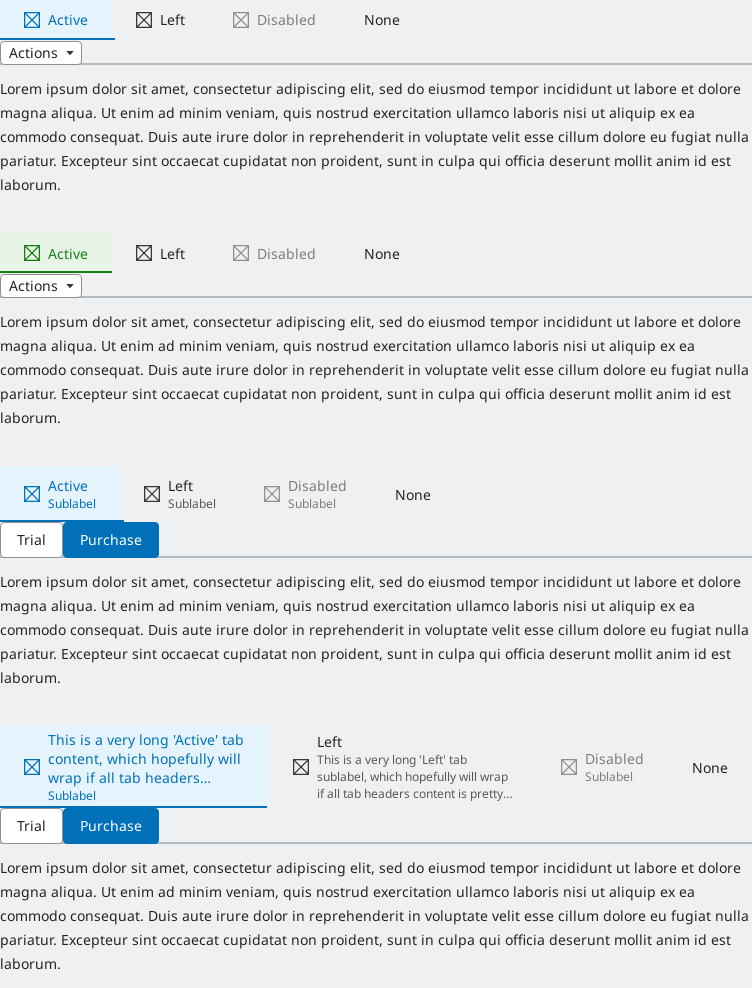 Active Left Disabled None
Actions
Lorem ipsum dolor sit amet, consectetur adipiscing elit, sed do eiusmod tempor incididunt ut labore et dolore
magna aliqua. Ut enim ad minim veniam, quis nostrud exercitation ullamco laboris nisi ut aliquip ex ea
commodo consequat. Duis aute irure dolor in reprehenderit in voluptate velit esse cillum dolore eu fugiat nulla
pariatur. Excepteur sint occaecat cupidatat non proident, sunt in culpa qui officia deserunt mollit anim id est
laborum.
Active Left Disabled None
Actions
Lorem ipsum dolor sit amet, consectetur adipiscing elit, sed do eiusmod tempor incididunt ut labore et dolore
magna aliqua. Ut enim ad minim veniam, quis nostrud exercitation ullamco laboris nisi ut aliquip ex ea
commodo consequat. Duis aute irure dolor in reprehenderit in voluptate velit esse cillum dolore eu fugiat nulla
pariatur. Excepteur sint occaecat cupidatat non proident, sunt in culpa qui officia deserunt mollit anim id est
laborum.
Active
Sublabel
Left
Sublabel
Disabled
Sublabel
None
Trial Purchase
Lorem ipsum dolor sit amet, consectetur adipiscing elit, sed do eiusmod tempor incididunt ut labore et dolore
magna aliqua. Ut enim ad minim veniam, quis nostrud exercitation ullamco laboris nisi ut aliquip ex ea
commodo consequat. Duis aute irure dolor in reprehenderit in voluptate velit esse cillum dolore eu fugiat nulla
pariatur. Excepteur sint occaecat cupidatat non proident, sunt in culpa qui officia deserunt mollit anim id est
laborum.
This is a very long 'Active' tab
content, which hopefully will
wrap if all tab headers...
Sublabel
Left
This is a very long 'Left' tab
sublabel, which hopefully will wrap
if all tab headers content is pretty...
Disabled
Sublabel
None
Trial Purchase
Lorem ipsum dolor sit amet, consectetur adipiscing elit, sed do eiusmod tempor incididunt ut labore et dolore
magna aliqua. Ut enim ad minim veniam, quis nostrud exercitation ullamco laboris nisi ut aliquip ex ea
commodo consequat. Duis aute irure dolor in reprehenderit in voluptate velit esse cillum dolore eu fugiat nulla
pariatur. Excepteur sint occaecat cupidatat non proident, sunt in culpa qui officia deserunt mollit anim id est
laborum.